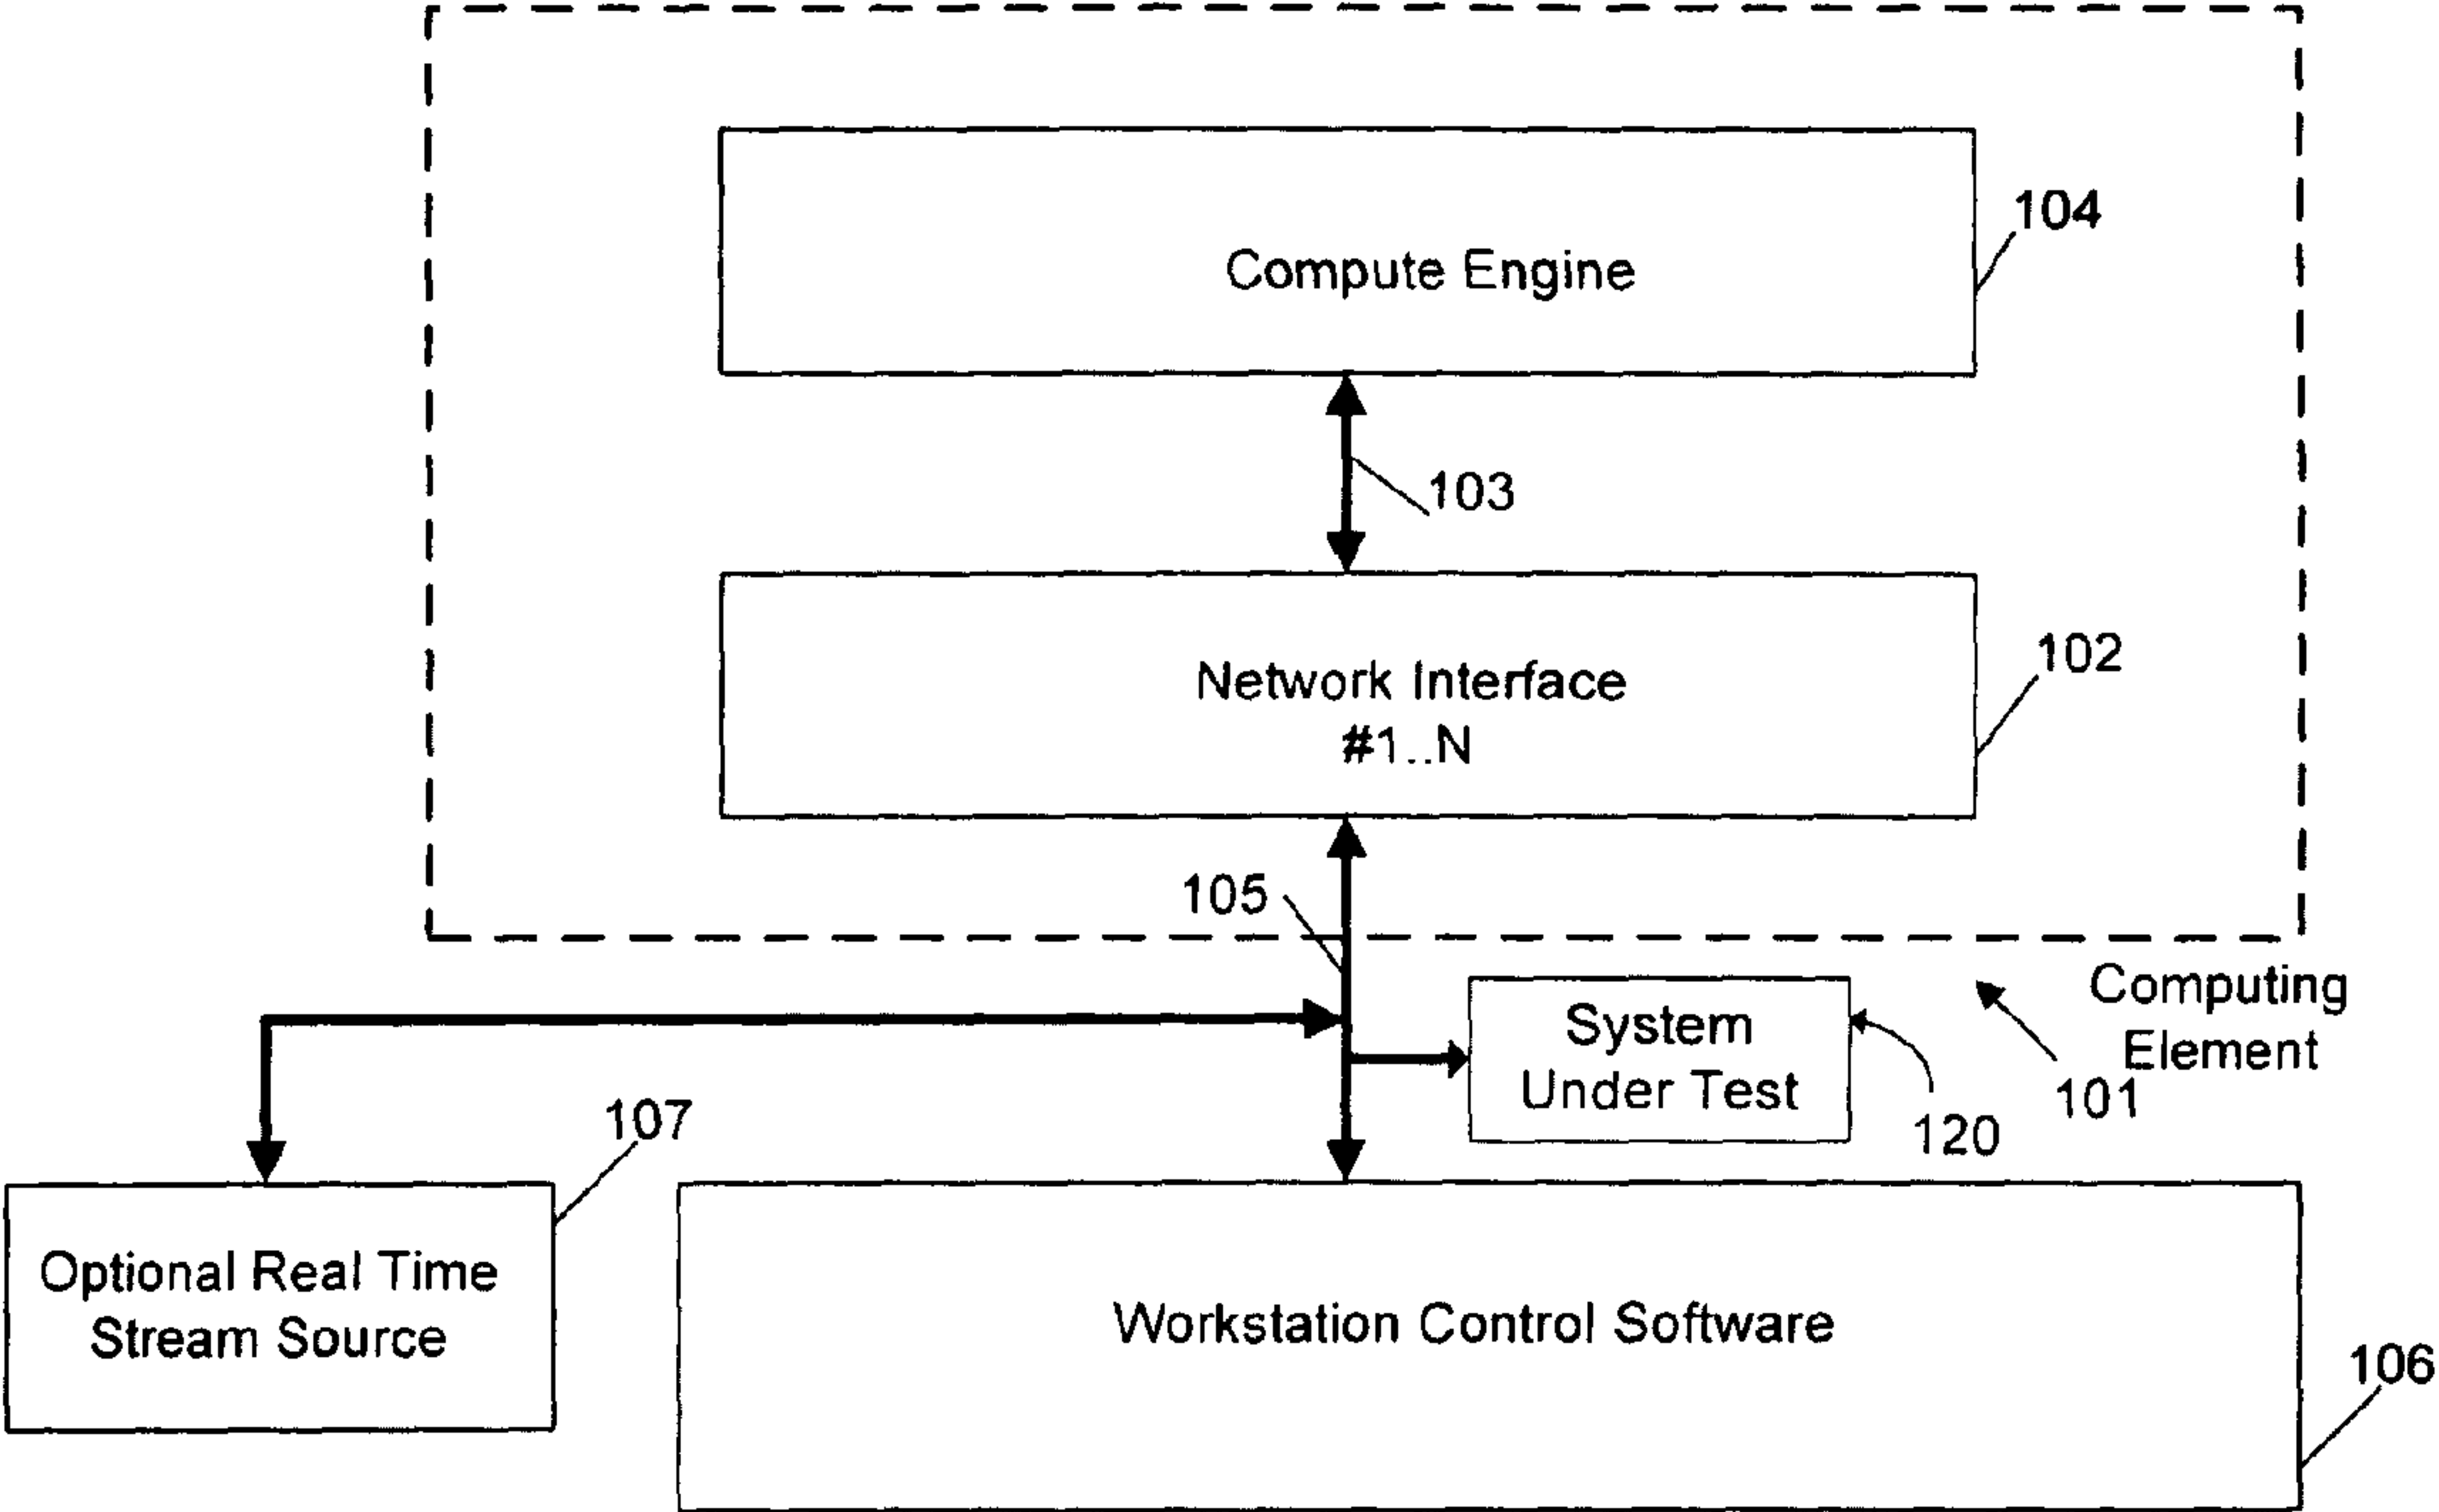 104
Compute Engine
103
102
Network Interface
#1..N
105
Computing
Element
System
Under Test
101
120
107
Optional Real Time
Stream Source
Workstation Control Software
106